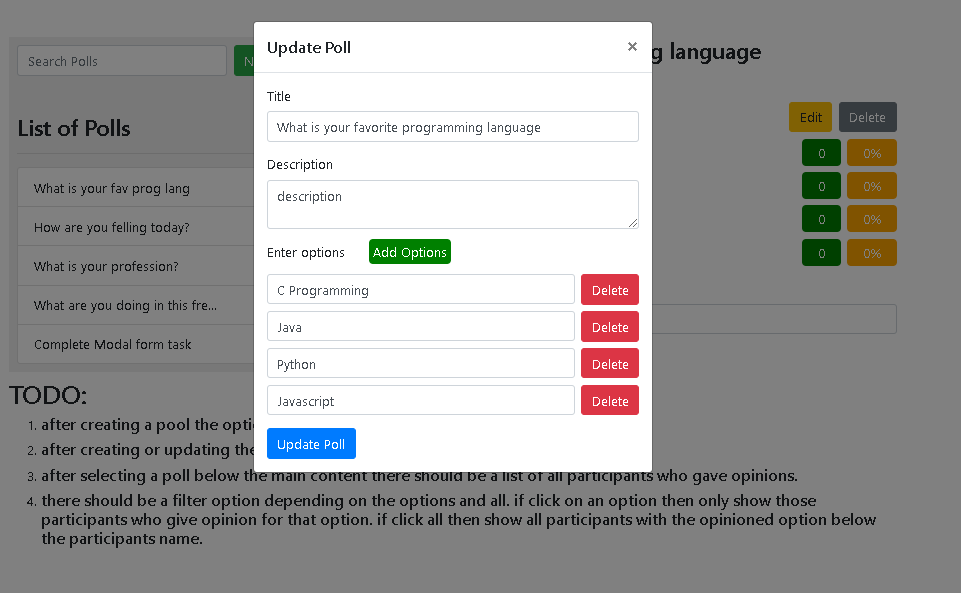 Update Poll
×
Title
What is your favorite programming language
Description
description
Enter options Add Options
C Programming Delete
Java Delete
Python Delete
Javascript Delete
Update Poll
Search Polls
language
List of Polls
Edit Delete
0 0%
0 0%
0 0%
0 0%
What is your fav prog lang
How are you felling today?
What is your profession?
What are you doing in this fre...
Complete Modal form task
TODO:
1. after creating a pool the
2. after creating or updating the
3. after selecting a poll below the main content there should be a list of all participants who gave opinions.
4. there should be a filter option depending on the options and all. if click on an option then only show those
participants who give opinion for that option. if click all then show all participants with the opinioned option below
the participants name.